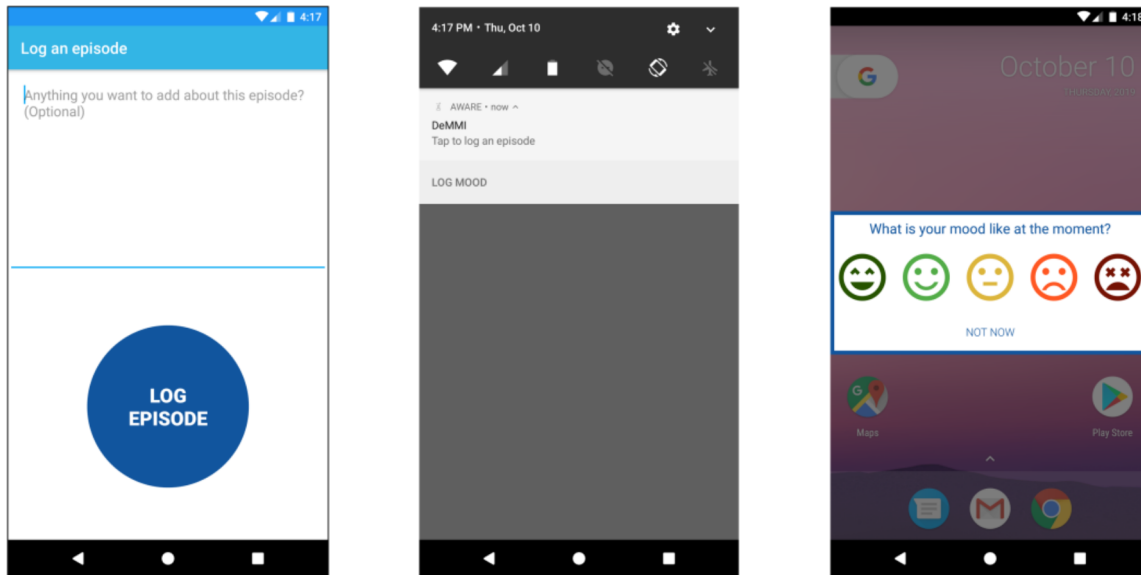 4:17
Log an episode
Anything you want to add about this episode?
(Optional)
LOG
EPISODE
4:17 PM • Thu, Oct 10
AWARE • now
DeMMI
Tap to log an episode
LOG MOOD
4:18
G
October 10
THURSDAY, 2019
What is your mood like at the moment?
NOT NOW
G
Maps
Play Store